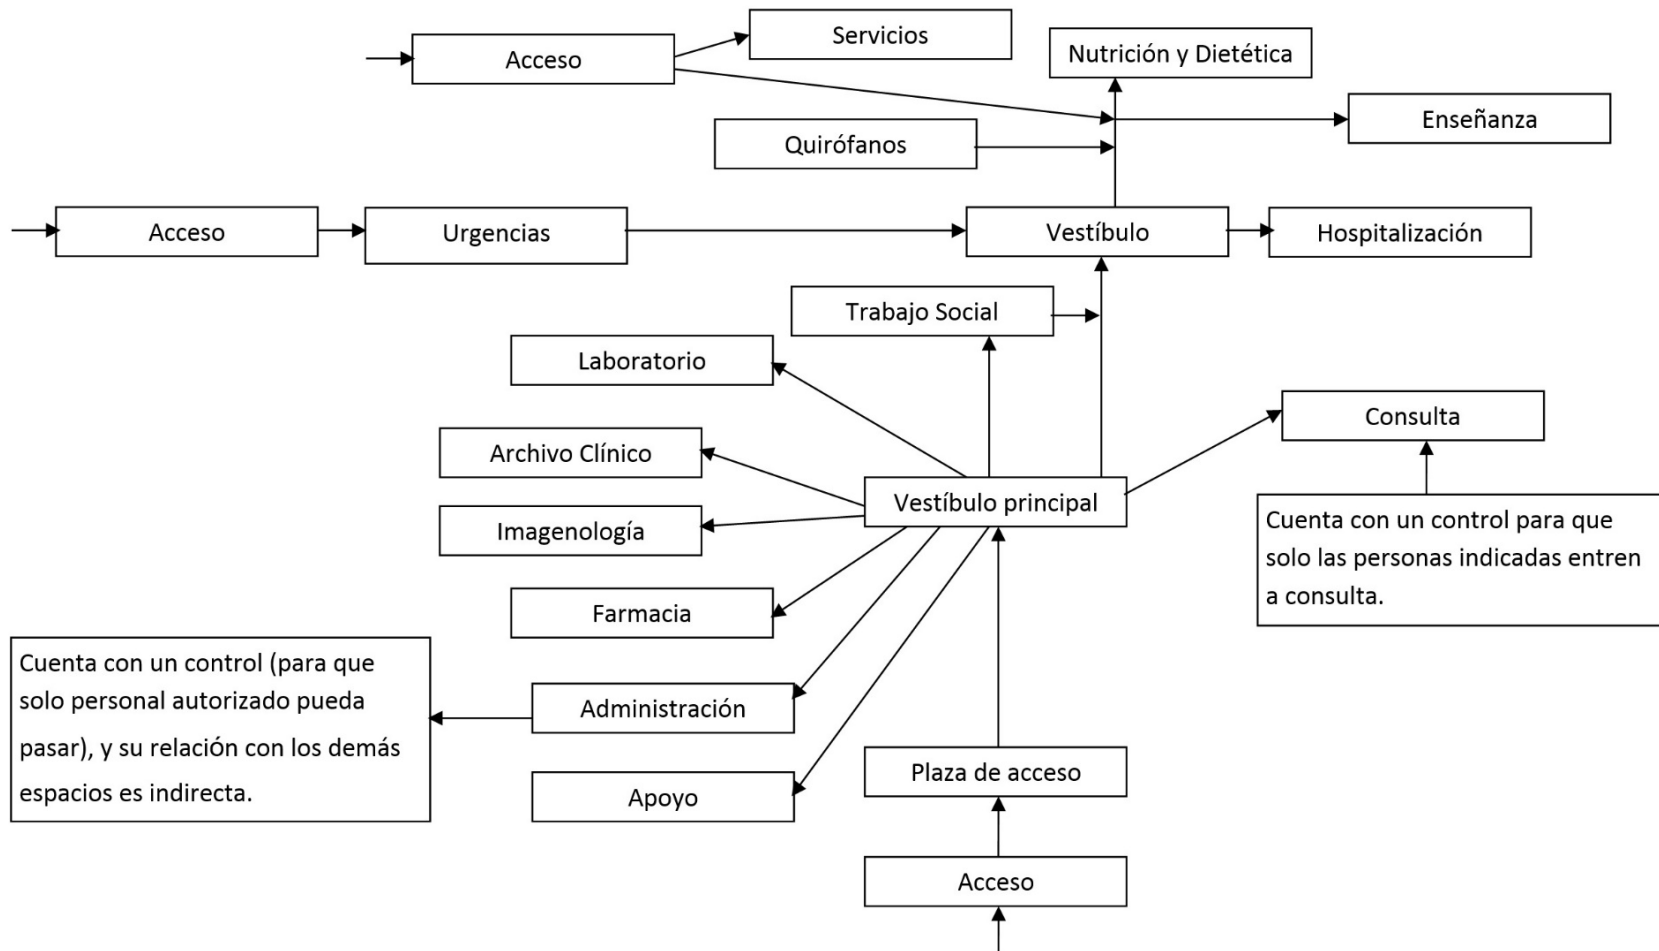 Servicios
Acceso
Nutrición y Dietética
Enseñanza
Quirófanos
Acceso
Urgencias
Vestíbulo
Hospitalización
Trabajo Social
Laboratorio
Consulta
Archivo Clínico
Vestíbulo principal
Imagenología
Cuenta con un control para que
solo las personas indicadas entren
a consulta.
Farmacia
Cuenta con un control (para que
solo personal autorizado pueda
pasar), y su relación con los demás
espacios es indirecta.
Administración
Plaza de acceso
Apoyo
Acceso